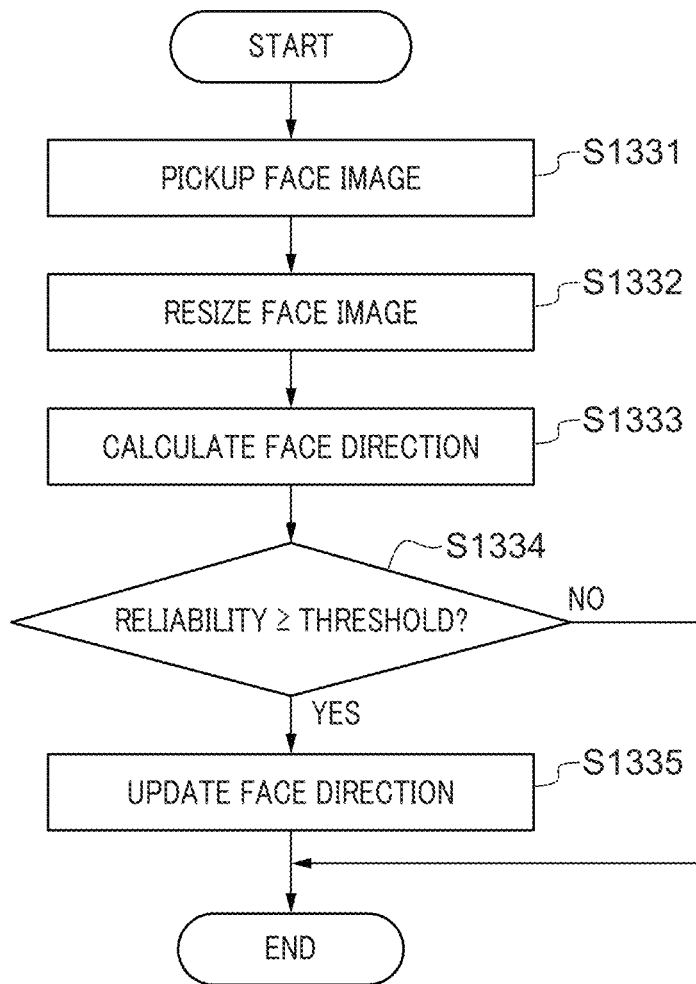 START
PICKUP FACE IMAGE
S1331
RESIZE FACE IMAGE
S1332
CALCULATE FACE DIRECTION
S1333
S1334
RELIABILITY ≥ THRESHOLD?
NO
YES
UPDATE FACE DIRECTION
S1335
END